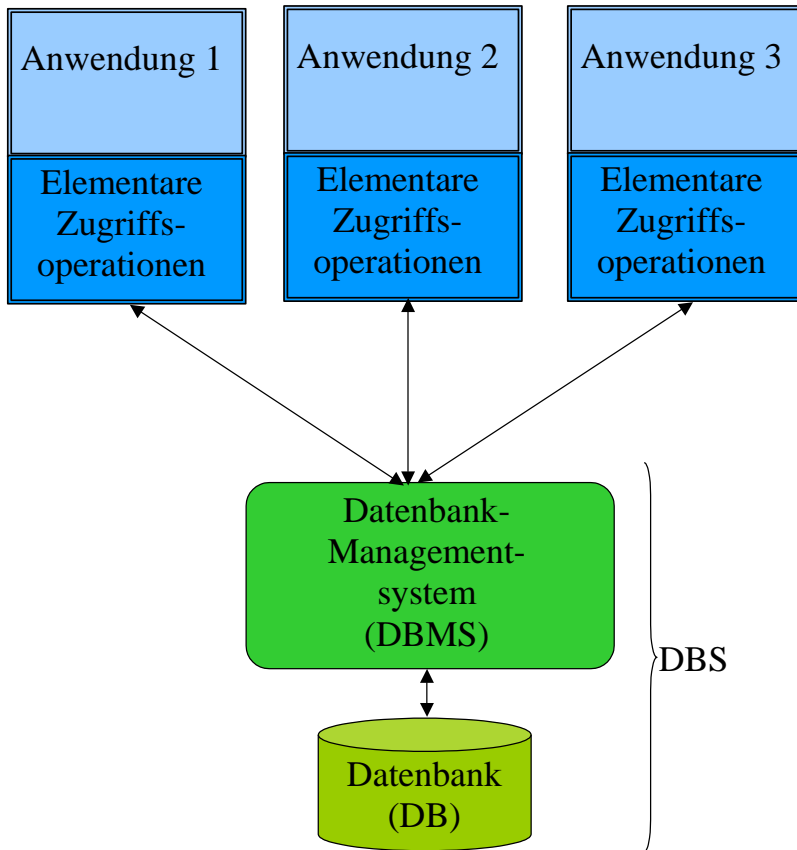 Anwendung 1
Elementare
Zugriffs-
operationen
Anwendung 2
Elementare
Zugriffs-
operationen
Anwendung 3
Elementare
Zugriffs-
operationen
Datenbank-
Management-
system
(DBMS)
DBS
Datenbank
(DB)